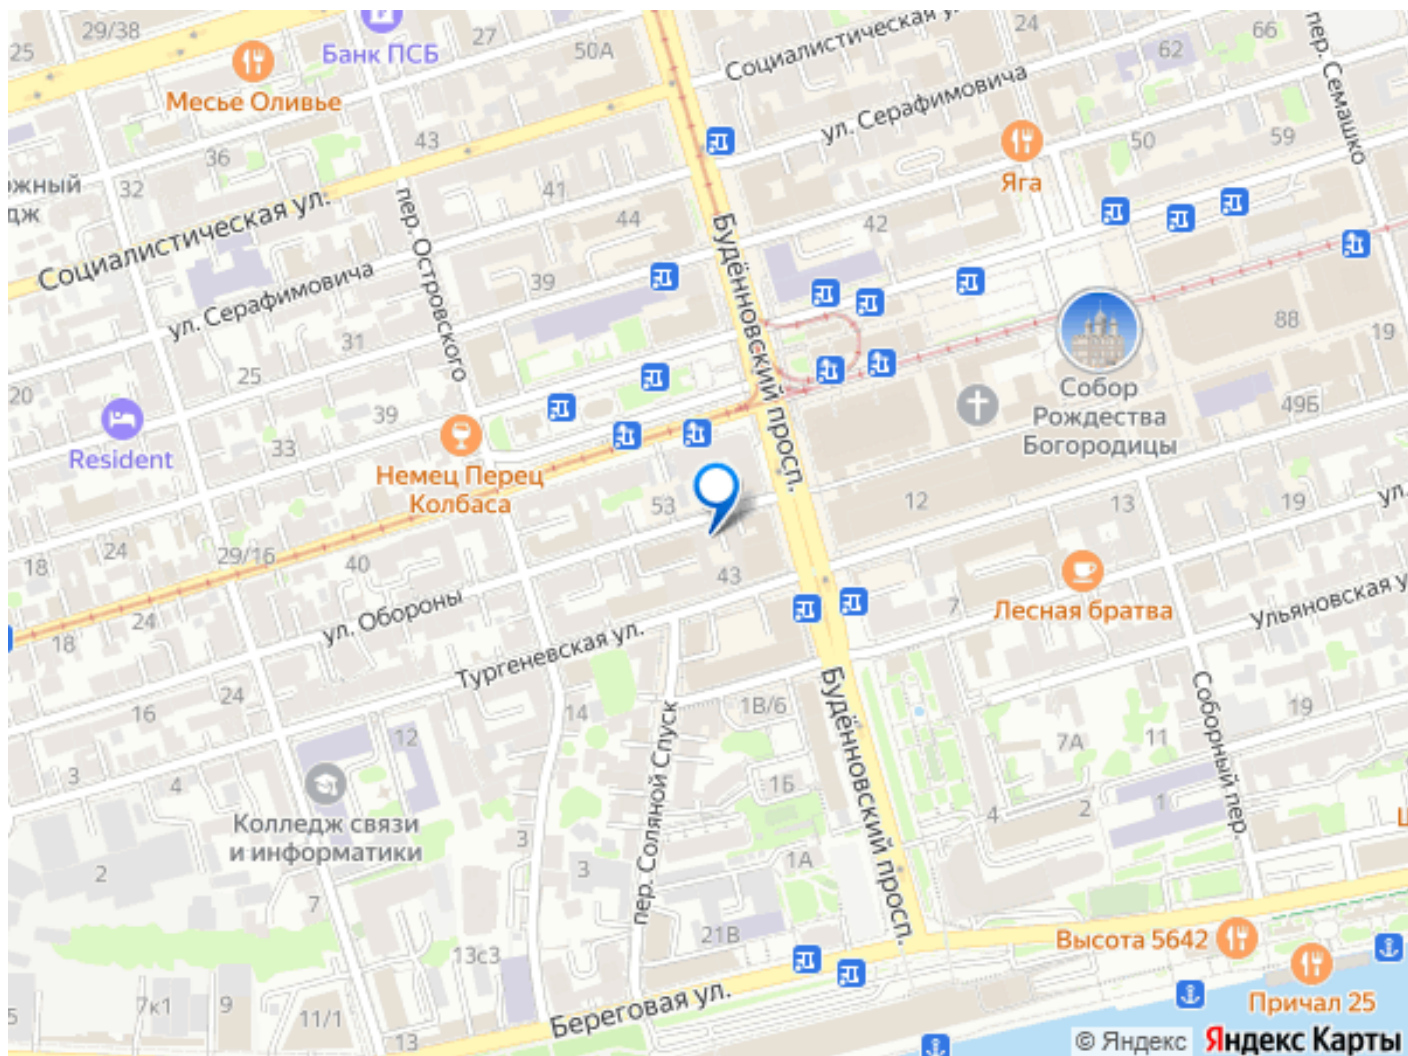 29/38
27
50А
24
66
62
25
Банк ПСБ
Социалистическая у
пер. Семашко
Месье Оливье
ул. Серафимовича
36
43
50
59
32
жный
дж
41
44
Яга
42
пер. Островского
Социалистическая ул.
ул. Серафимовича
39
31
25
20
39
33
Resident
Немец Перец
Колбаса
Будённовский просп.
88
19
Собор
Рождества
Богородицы
49Б
53
12
13
19
ул.
24
18
29/16
40
43
24
18
ул. Обороны
Тургеневская ул.
7
Лесная братва
Ульяновская у
24
16
14
12
1В/6
Будённовский просп.
19
7А
11
Соборный пер.
3
4
1Б
4
2
1
Колледж связи
и информатики
3
3
1А
2
7
пер. Соляной Спуск
21В
13с3
7к1
9
11/1
5
13
Береговая ул.
Высота 5642
Причал 25
© Яндекс
Яндекс Карты